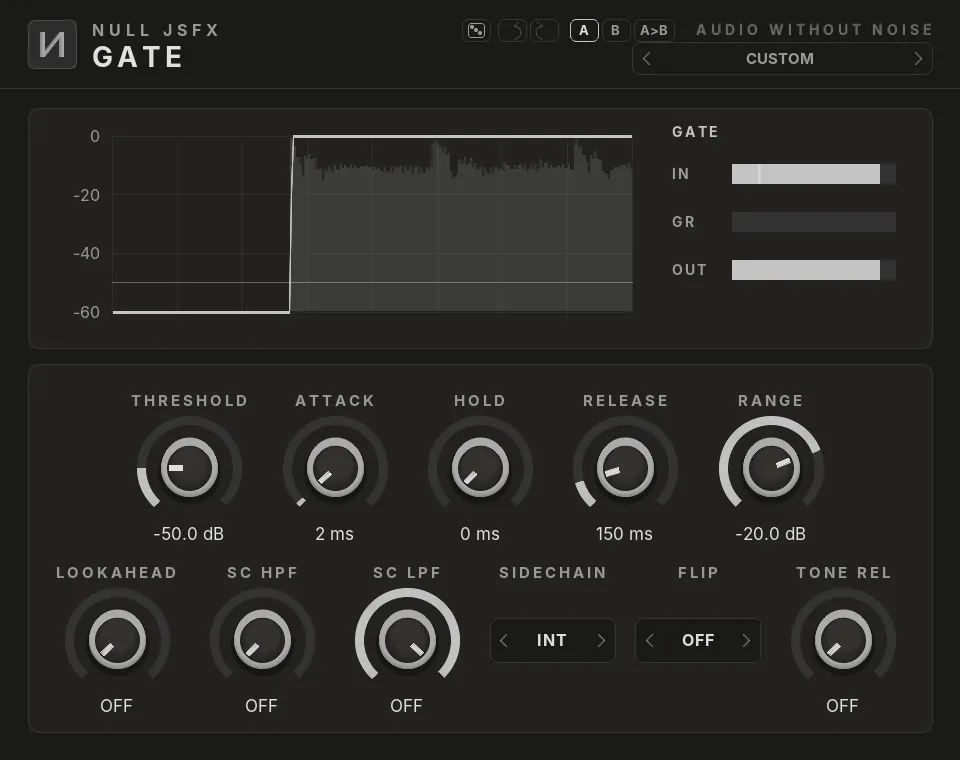 NULL JSFX
GATE
A B A>B
AUDIO WITHOUT NOISE
CUSTOM
0
-20
-40
-60
GATE
IN
GR
OUT
THRESHOLD ATTACK HOLD RELEASE RANGE
-50.0 dB 2 ms 0 ms 150 ms -20.0 dB
LOOKAHEAD SC HPF SC LPF SIDECHAIN FLIP TONE REL
INT OFF
OFF OFF OFF OFF